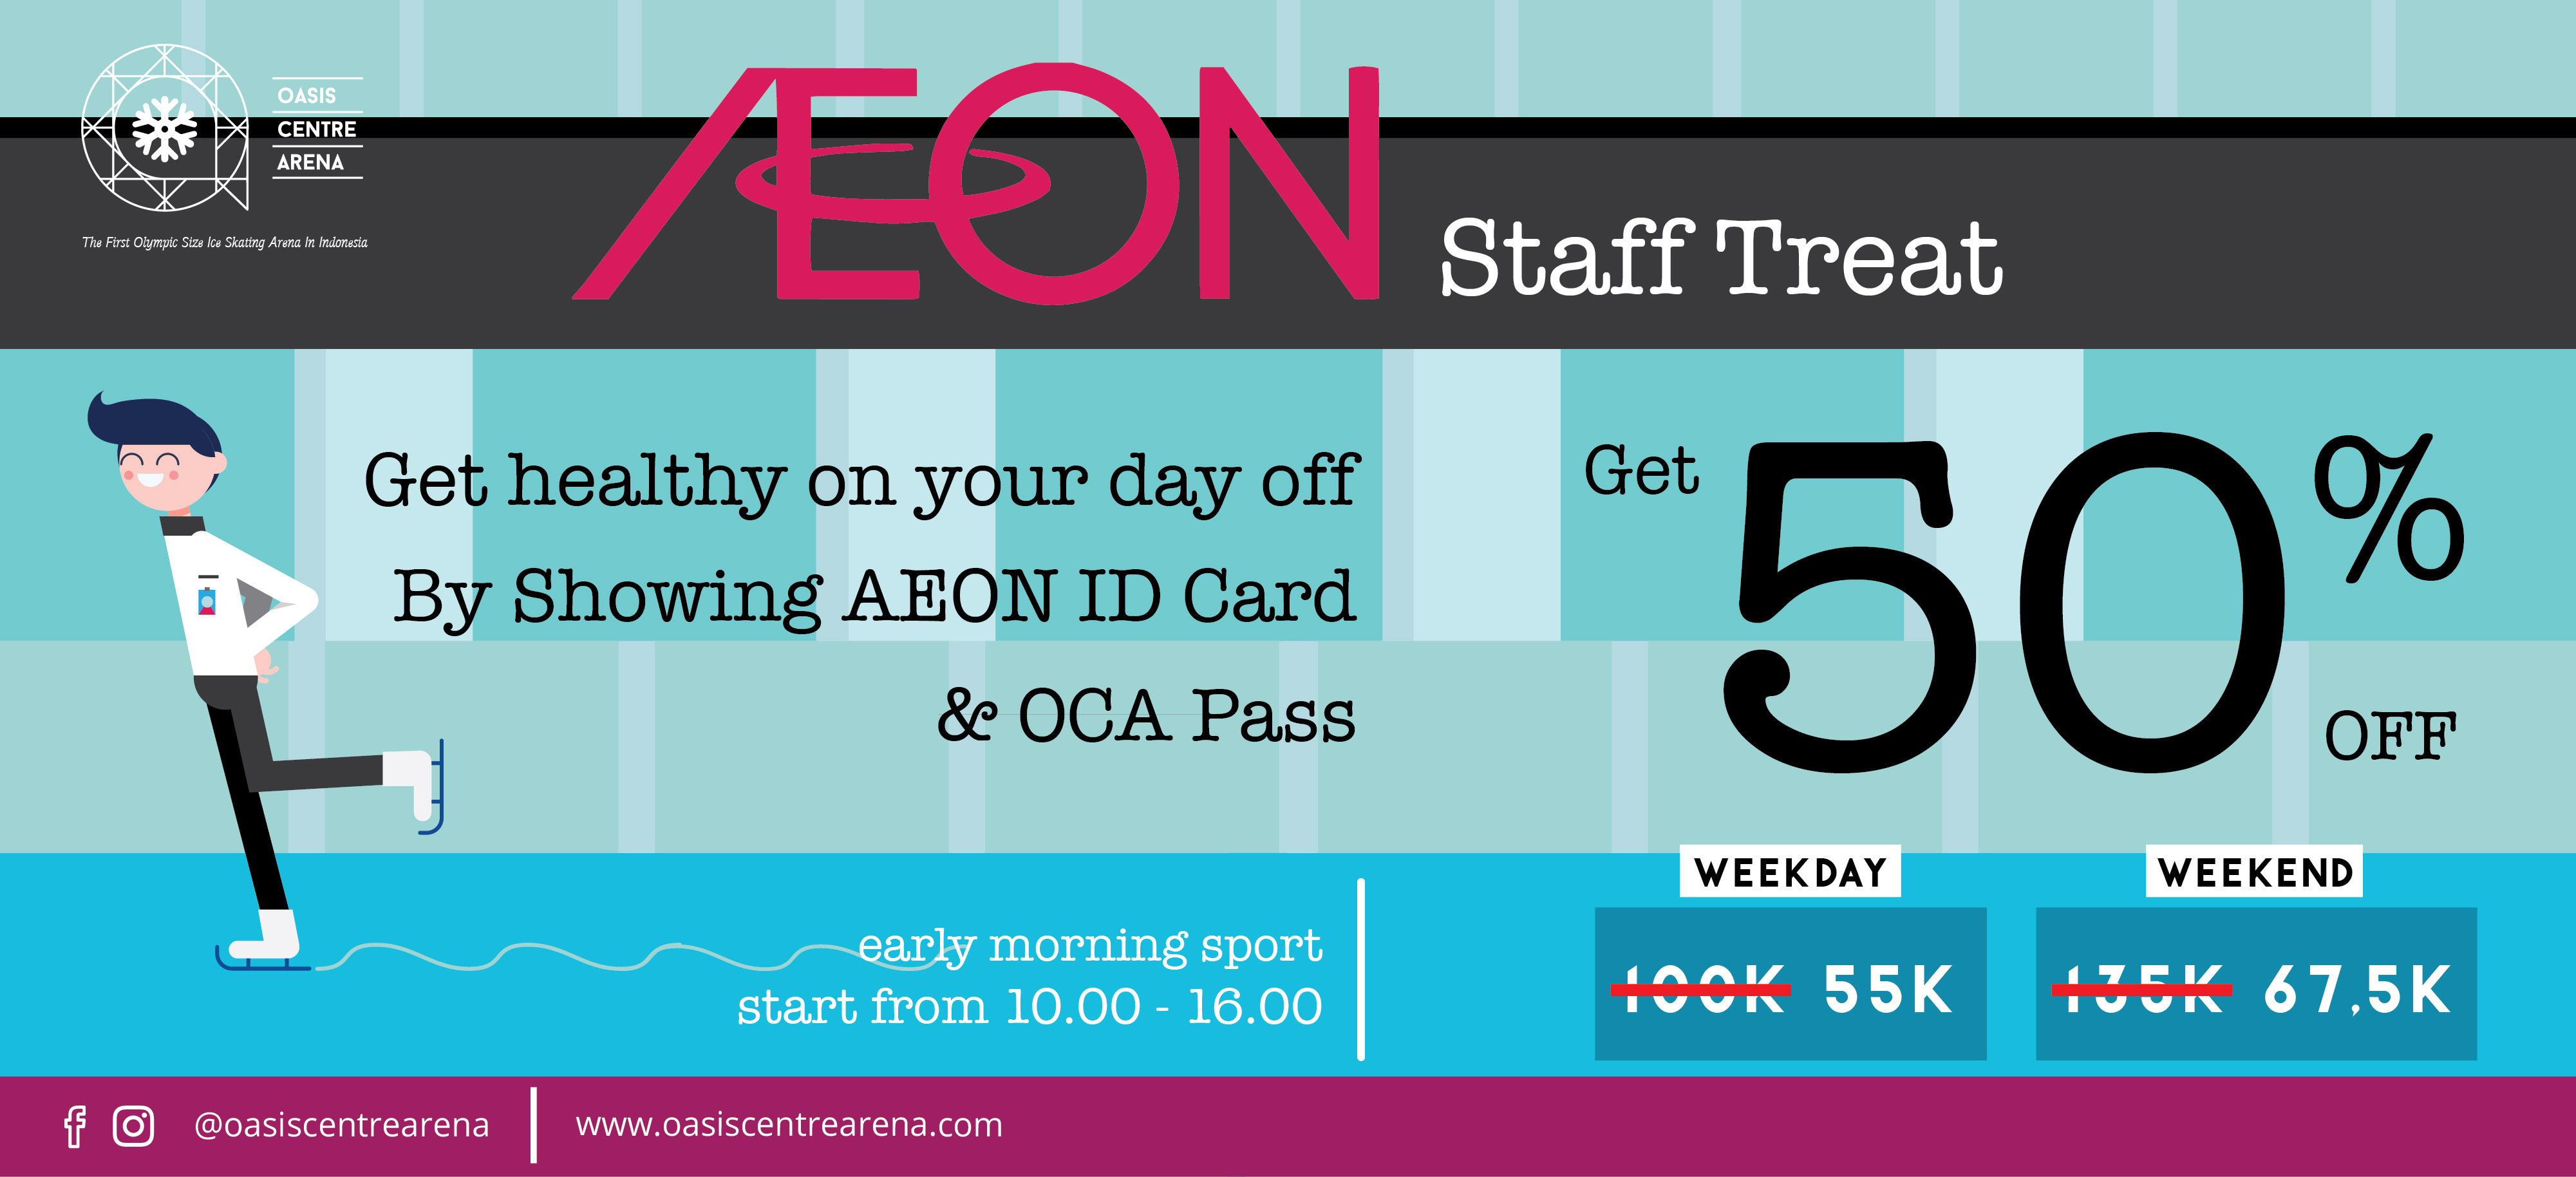 OASIS
CENTRE
ARENA
The First Olympic Size Ice Skating Arena In Indonesia
ÆON Staff Treat
Get healthy on your day off
By Showing AEON ID Card
& OCA Pass
Get 50%
OFF
early morning sport
start from 10.00 - 16.00
WEEKDAY
100K 55K
WEEKEND
135K 67,5K
@oasiscentrearena
www.oasiscentrearena.com